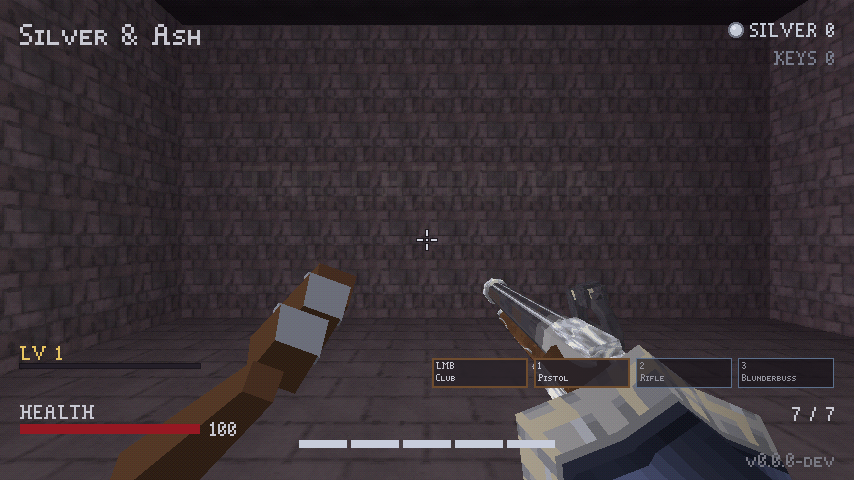 Silver & Ash
SILVER 0
KEYS 0
LV 1
LMB
Club
1
Pistol
2
Rifle
3
Blunderbuss
HEALTH
100
7 / 7
v0.0.0-dev